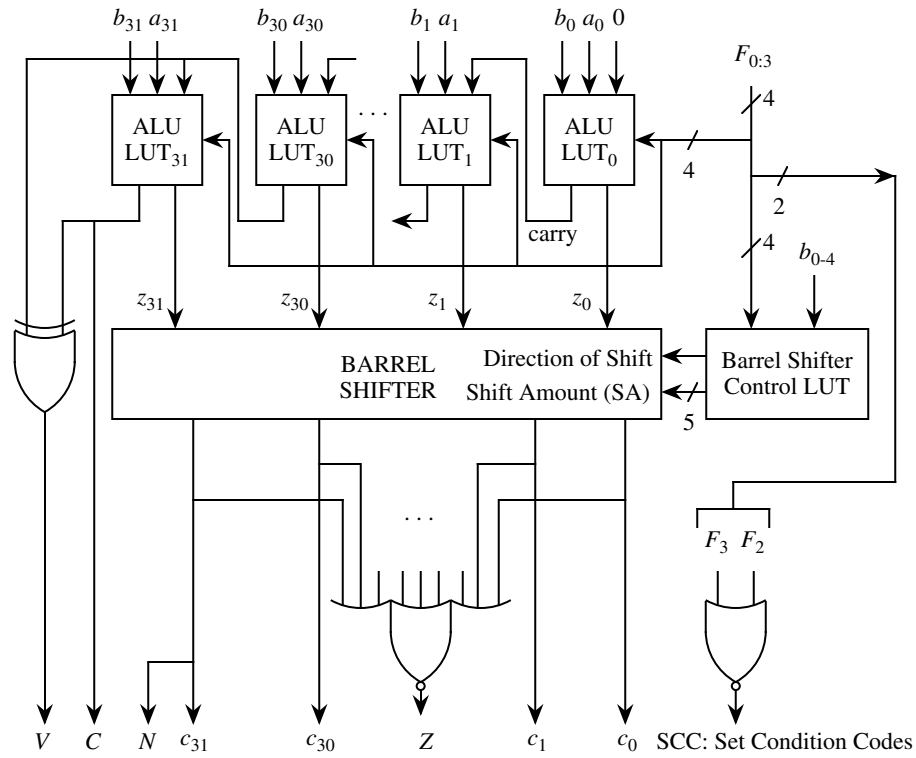 b31 a31 b30 a30 b1 a1 b0 a0 0
F0:3
4
ALU LUT31
ALU LUT30
. . .
ALU LUT1
ALU LUT0
4
2
carry
4
b0-4
z31 z30 z1 z0
BARREL SHIFTER
Direction of Shift
Shift Amount (SA)
5
Barrel Shifter
Control LUT
. . .
F3 F2
V C N c31 c30 Z c1 c0 SCC: Set Condition Codes